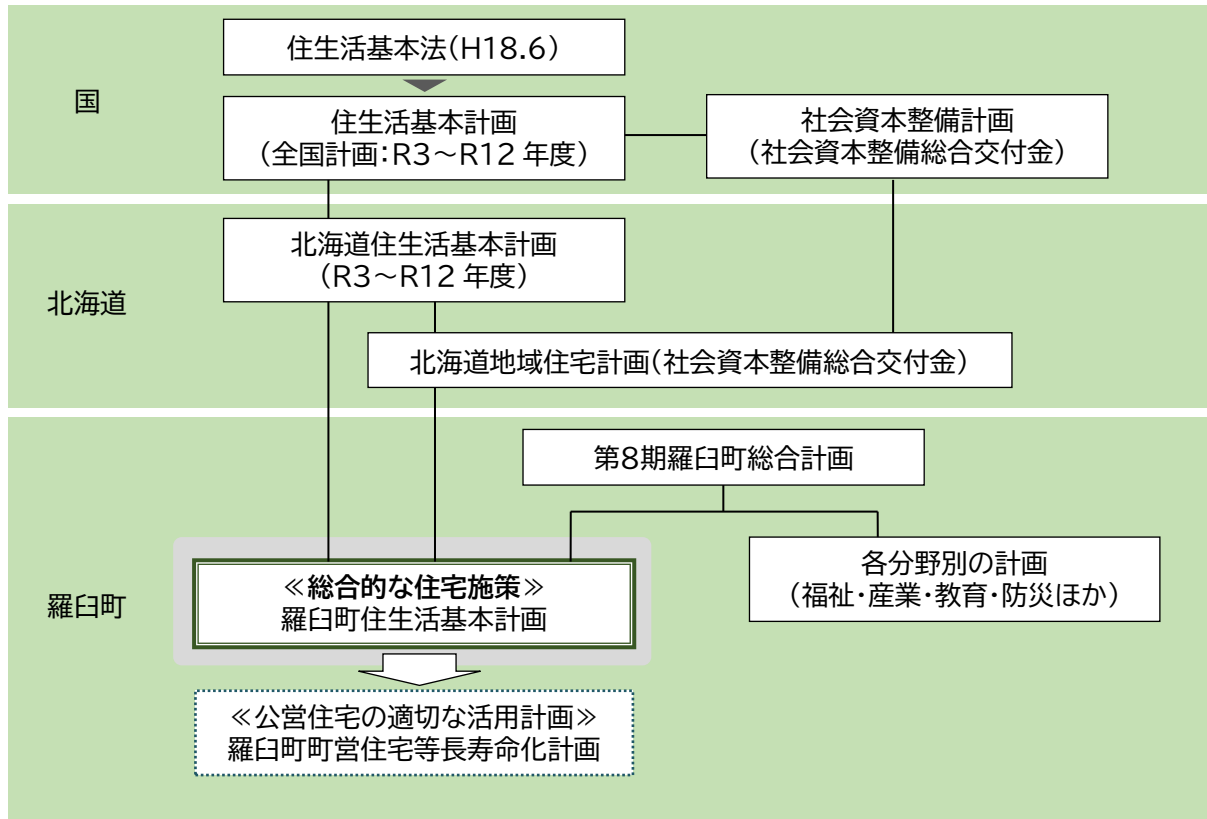 国
住生活基本法(H18.6)
住生活基本計画
(全国計画:R3～R12 年度)
社会資本整備計画
(社会資本整備総合交付金)
北海道
北海道住生活基本計画
(R3～R12 年度)
北海道地域住宅計画(社会資本整備総合交付金)
羅臼町
第8期羅臼町総合計画
各分野別の計画
(福祉・産業・教育・防災ほか)
≪総合的な住宅施策≫
羅臼町住生活基本計画
≪公営住宅の適切な活用計画≫
羅臼町町営住宅等長寿命化計画